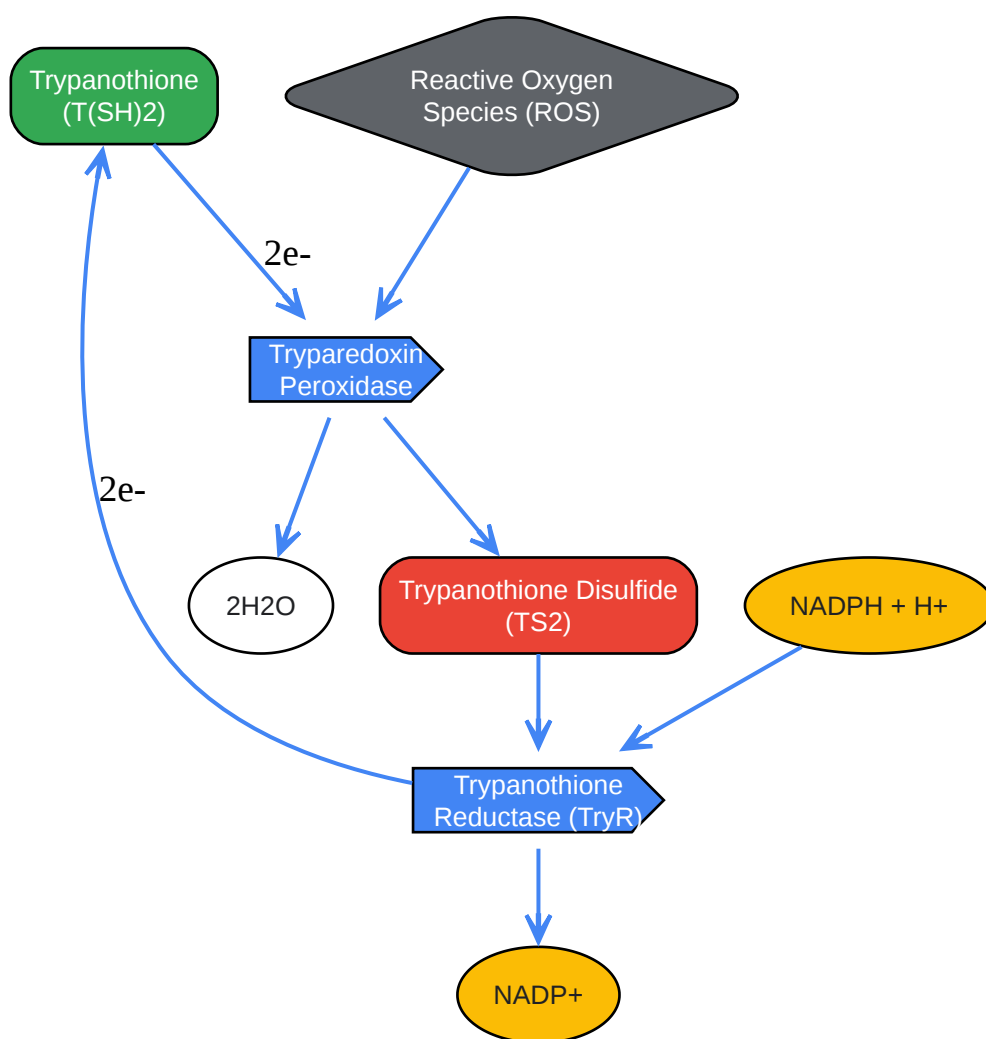 Trypanothione
(T(SH)2)
Reactive Oxygen
Species (ROS)
2e-
Tryparedoxin
Peroxidase
2e-
2H2O
Trypanothione Disulfide
(TS2)
NADPH + H+
Trypanothione
Reductase (TryR)
NADP+